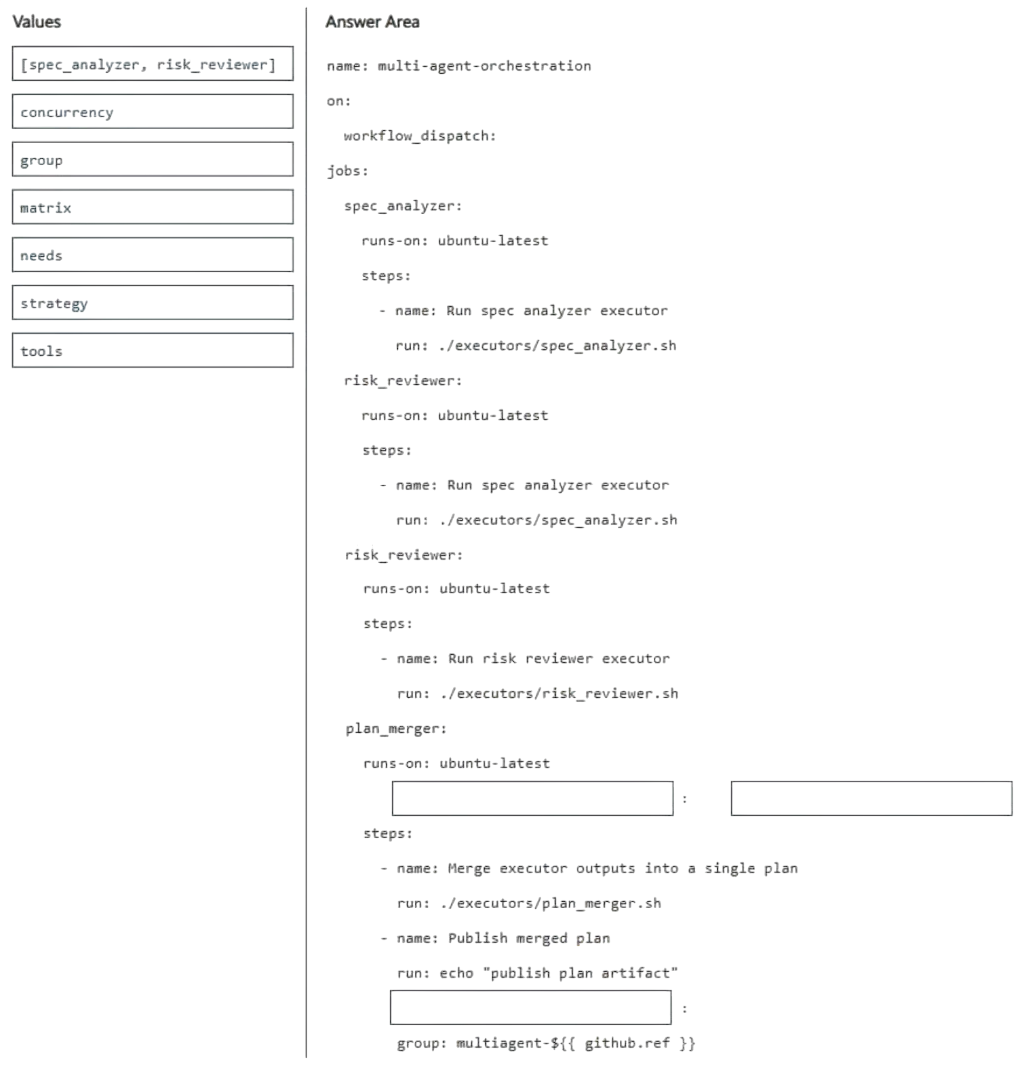 Values
[spec_analyzer, risk_reviewer]
concurrency
group
matrix
needs
strategy
tools
Answer Area
name: multi-agent-orchestration
on:
workflow_dispatch:
jobs:
spec_analyzer:
runs-on: ubuntu-latest
steps:
- name: Run spec analyzer executor
run: ./executors/spec_analyzer.sh
risk_reviewer:
runs-on: ubuntu-latest
steps:
- name: Run spec analyzer executor
run: ./executors/spec_analyzer.sh
risk_reviewer:
runs-on: ubuntu-latest
steps:
- name: Run risk reviewer executor
run: ./executors/risk_reviewer.sh
plan_merger:
runs-on: ubuntu-latest
:
steps:
- name: Merge executor outputs into a single plan
run: ./executors/plan_merger.sh
- name: Publish merged plan
run: echo "publish plan artifact"
:
group: multiagent-${{ github.ref }}